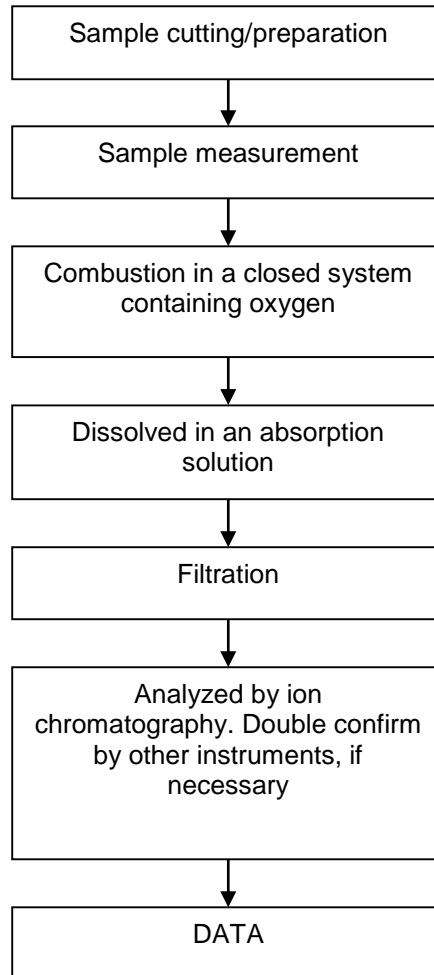 Sample cutting/preparation
Sample measurement
Combustion in a closed system
containing oxygen
Dissolved in an absorption
solution
Filtration
Analyzed by ion
chromatography. Double confirm
by other instruments, if
necessary
DATA